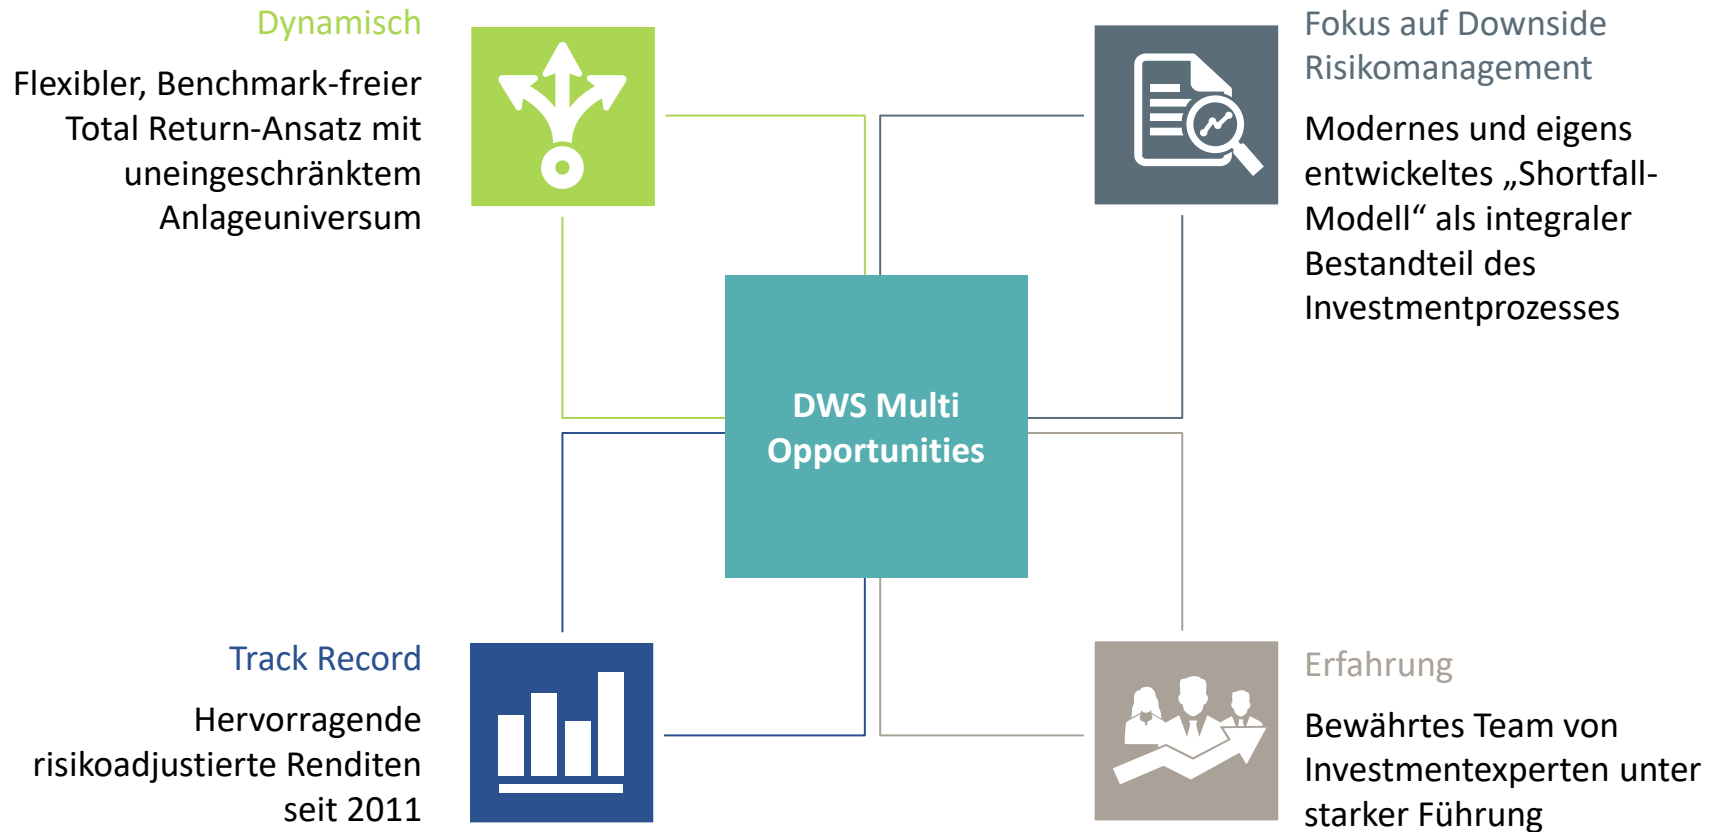 Dynamisch
Flexibler, Benchmark-freier
Total Return-Ansatz mit
uneingeschränktem
Anlageuniversum
Fokus auf Downside
Risikomanagement
Modernes und eigens
entwickeltes „Shortfall-
Modell“ als integraler
Bestandteil des
Investmentprozesses
DWS Multi
Opportunities
Track Record
Hervorragende
risikoadjustierte Renditen
seit 2011
Erfahrung
Bewährtes Team von
Investmentexperten unter
starker Führung